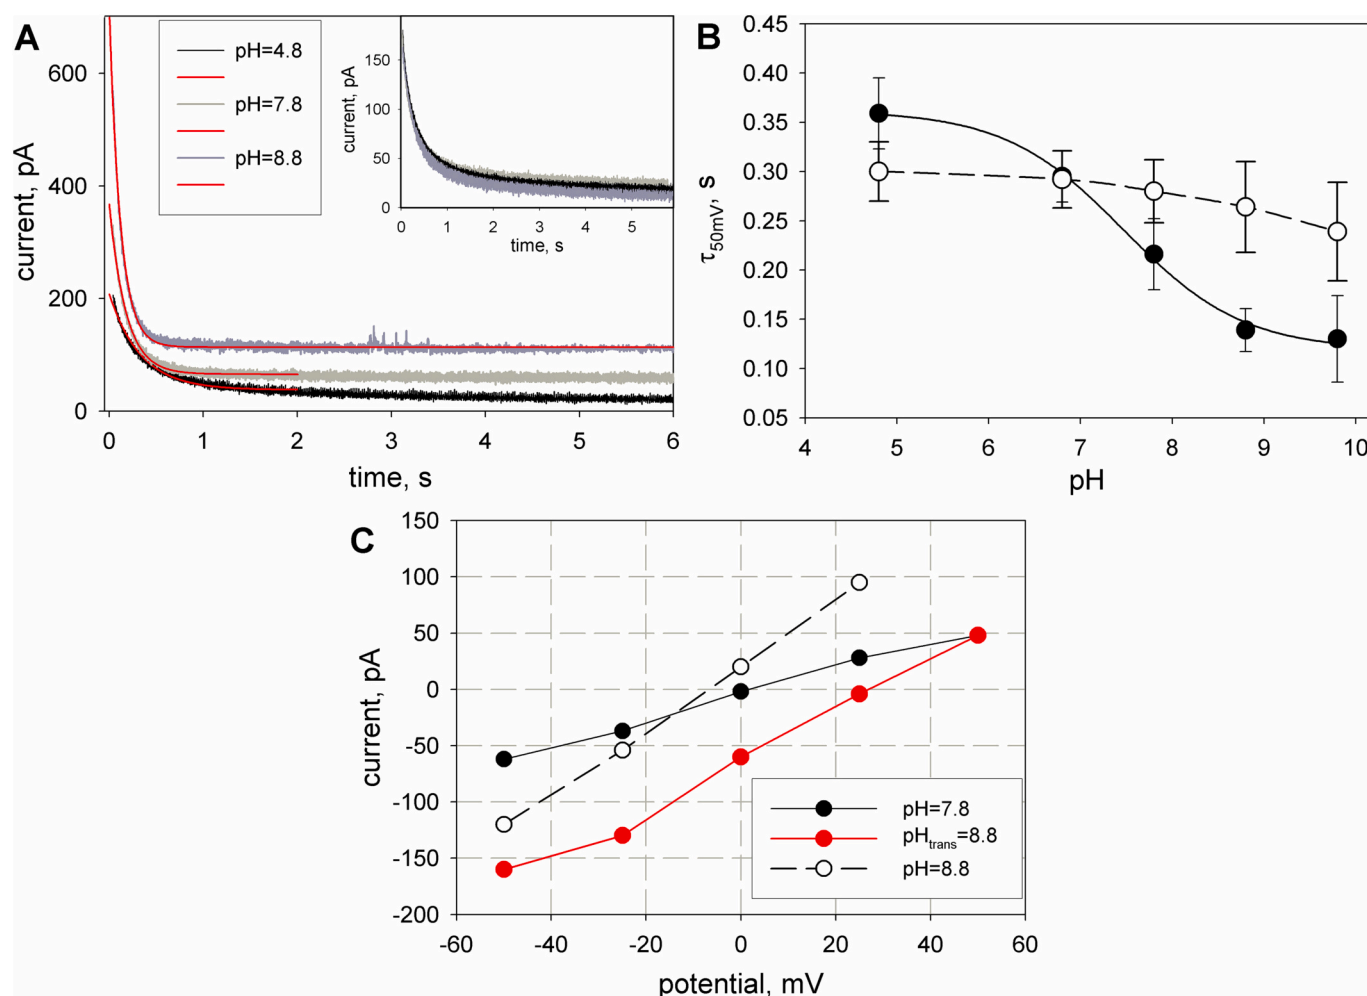 A
pH=4.8
pH=7.8
pH=8.8
600
400
200
0
current, pA
0 1 2 3 4 5 6
time, s
150
100
50
0
current, pA
0 1 2 3 4 5
time, s
B
0.45
0.40
0.35
0.30
0.25
0.20
0.15
0.10
0.05
τ50mV, s
4 5 6 7 8 9 10
pH
C
150
100
50
0
-50
-100
-150
-200
current, pA
pH=7.8
pHtrans=8.8
pH=8.8
-60 -40 -20 0 20 40 60
potential, mV